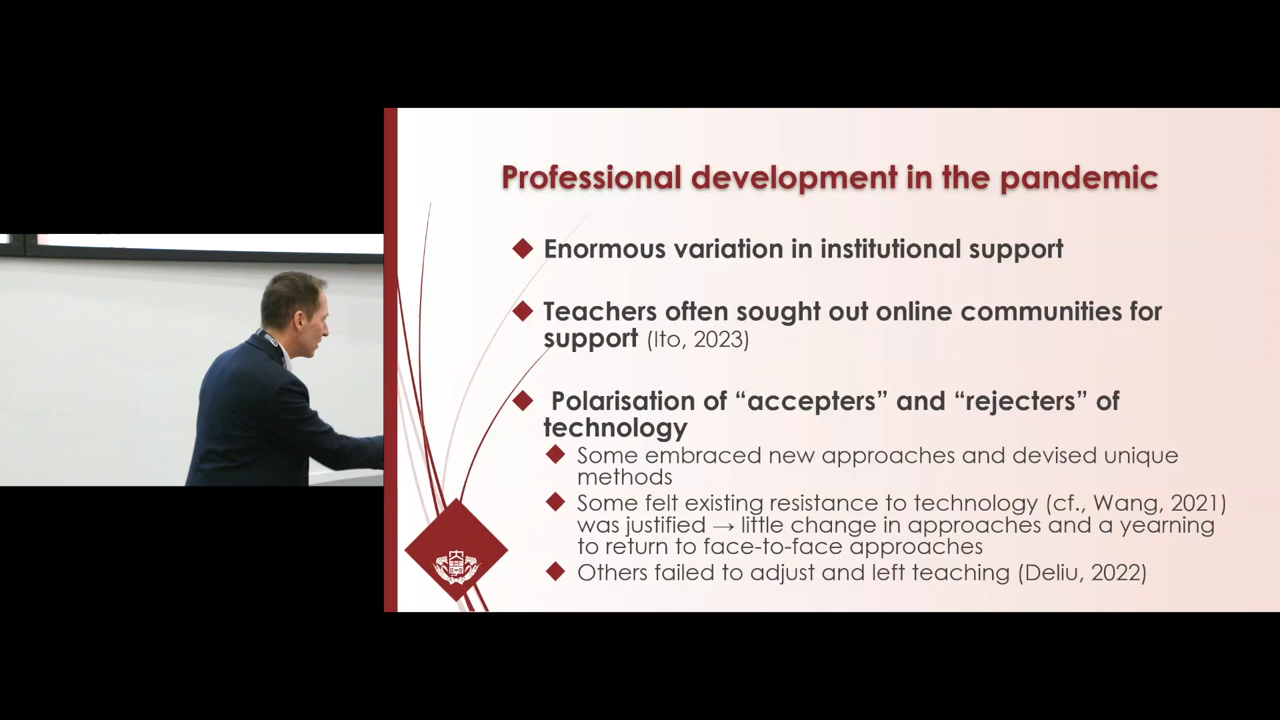 Professional development in the pandemic
Enormous variation in institutional support
Teachers often sought out online communities for
support (Ito, 2023)
Polarisation of “accepters” and “rejecters” of
technology
Some embraced new approaches and devised unique
methods
Some felt existing resistance to technology (cf., Wang, 2021)
was justified → little change in approaches and a yearning
to return to face-to-face approaches
Others failed to adjust and left teaching (Deliu, 2022)